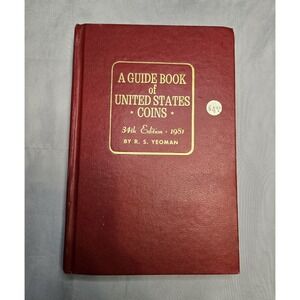 A GUIDE BOOK
of
UNITED STATES
• COINS •
34th Edition • 1981
BY R. S. YEOMAN